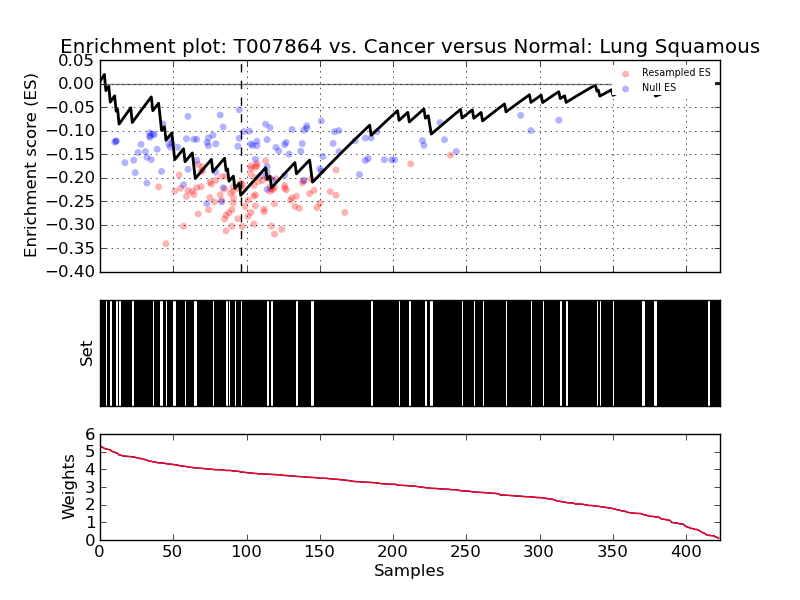 Enrichment plot: T007864 vs. Cancer versus Normal: Lung Squamous
Enrichment score (ES)
0.05
0.00
−0.05
−0.10
−0.15
−0.20
−0.25
−0.30
−0.35
−0.40
Resampled ES
Null ES
Set
Weights
6
5
4
3
2
1
0
0 50 100 150 200 250 300 350 400
Samples